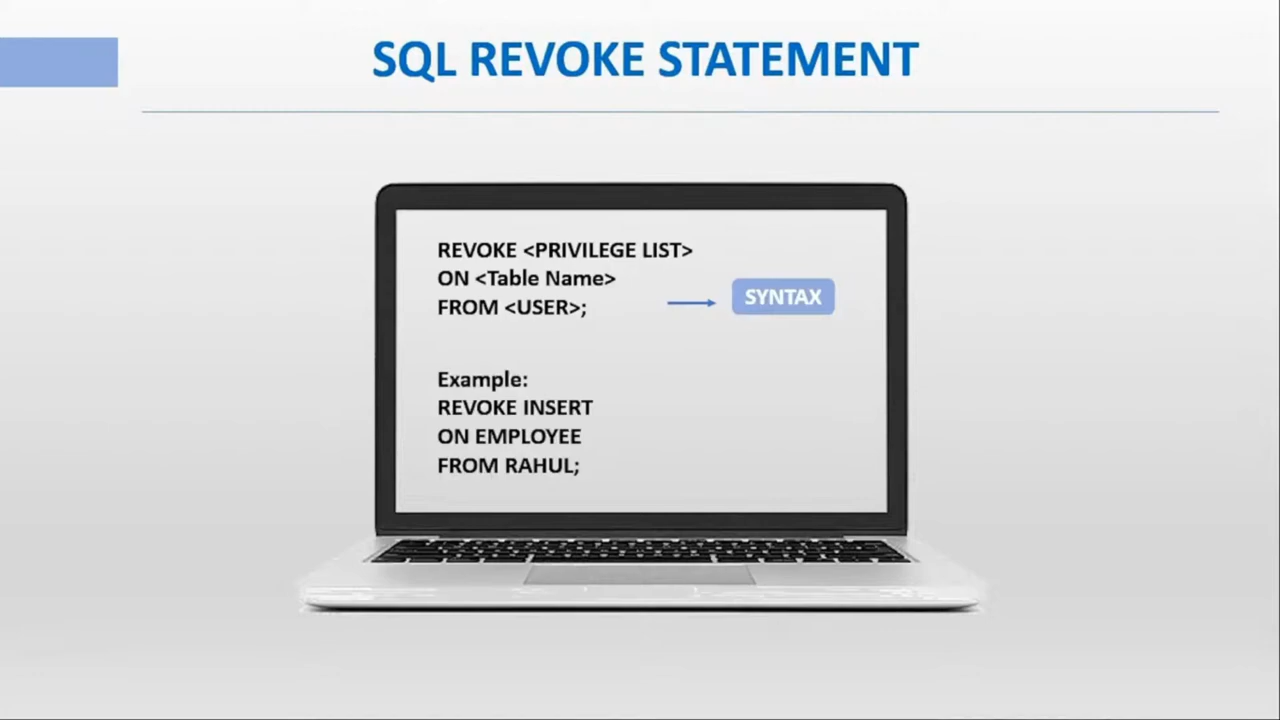 SQL REVOKE STATEMENT
REVOKE <PRIVILEGE LIST>
ON <Table Name>
FROM <USER>;
SYNTAX
Example:
REVOKE INSERT
ON EMPLOYEE
FROM RAHUL;